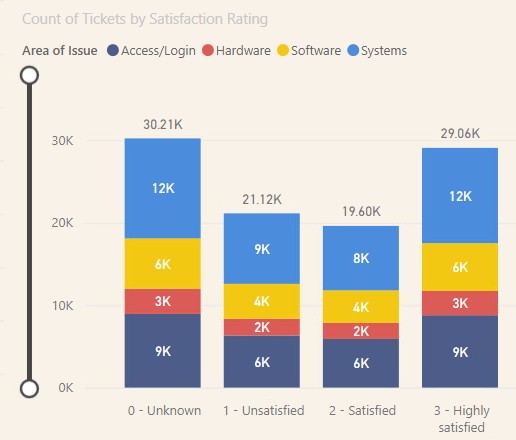 Count of Tickets by Satisfaction Rating
Area of Issue Access/Login Hardware Software Systems
30.21K
29.06K
30K
12K
12K
21.12K
19.60K
20K
9K
8K
6K
6K
4K
4K
10K
3K
3K
2K
2K
9K
9K
6K
6K
0K
0 - Unknown 1 - Unsatisfied 2 - Satisfied 3 - Highly
satisfied